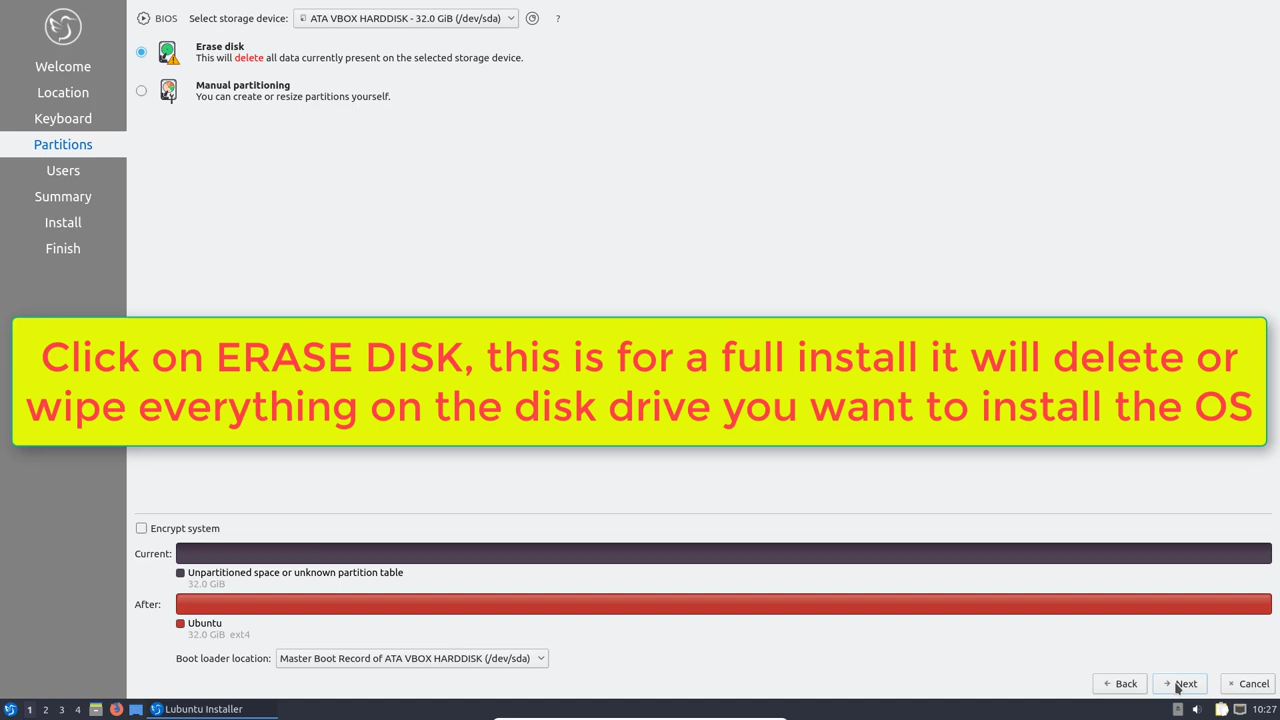 BIOS Select storage device: ATA VBOX HARDDISK - 32.0 GiB (/dev/sda) ?
Erase disk
This will delete all data currently present on the selected storage device.
Manual partitioning
You can create or resize partitions yourself.
Welcome
Location
Keyboard
Partitions
Users
Summary
Install
Finish
Click on ERASE DISK, this is for a full install it will delete or
wipe everything on the disk drive you want to install the OS
Encrypt system
Current:
Unpartitioned space or unknown partition table
32.0 GiB
After:
Ubuntu
32.0 GiB ext4
Boot loader location: Master Boot Record of ATA VBOX HARDDISK (/dev/sda)
Back Next Cancel
1 2 3 4 Lubuntu Installer 10:27